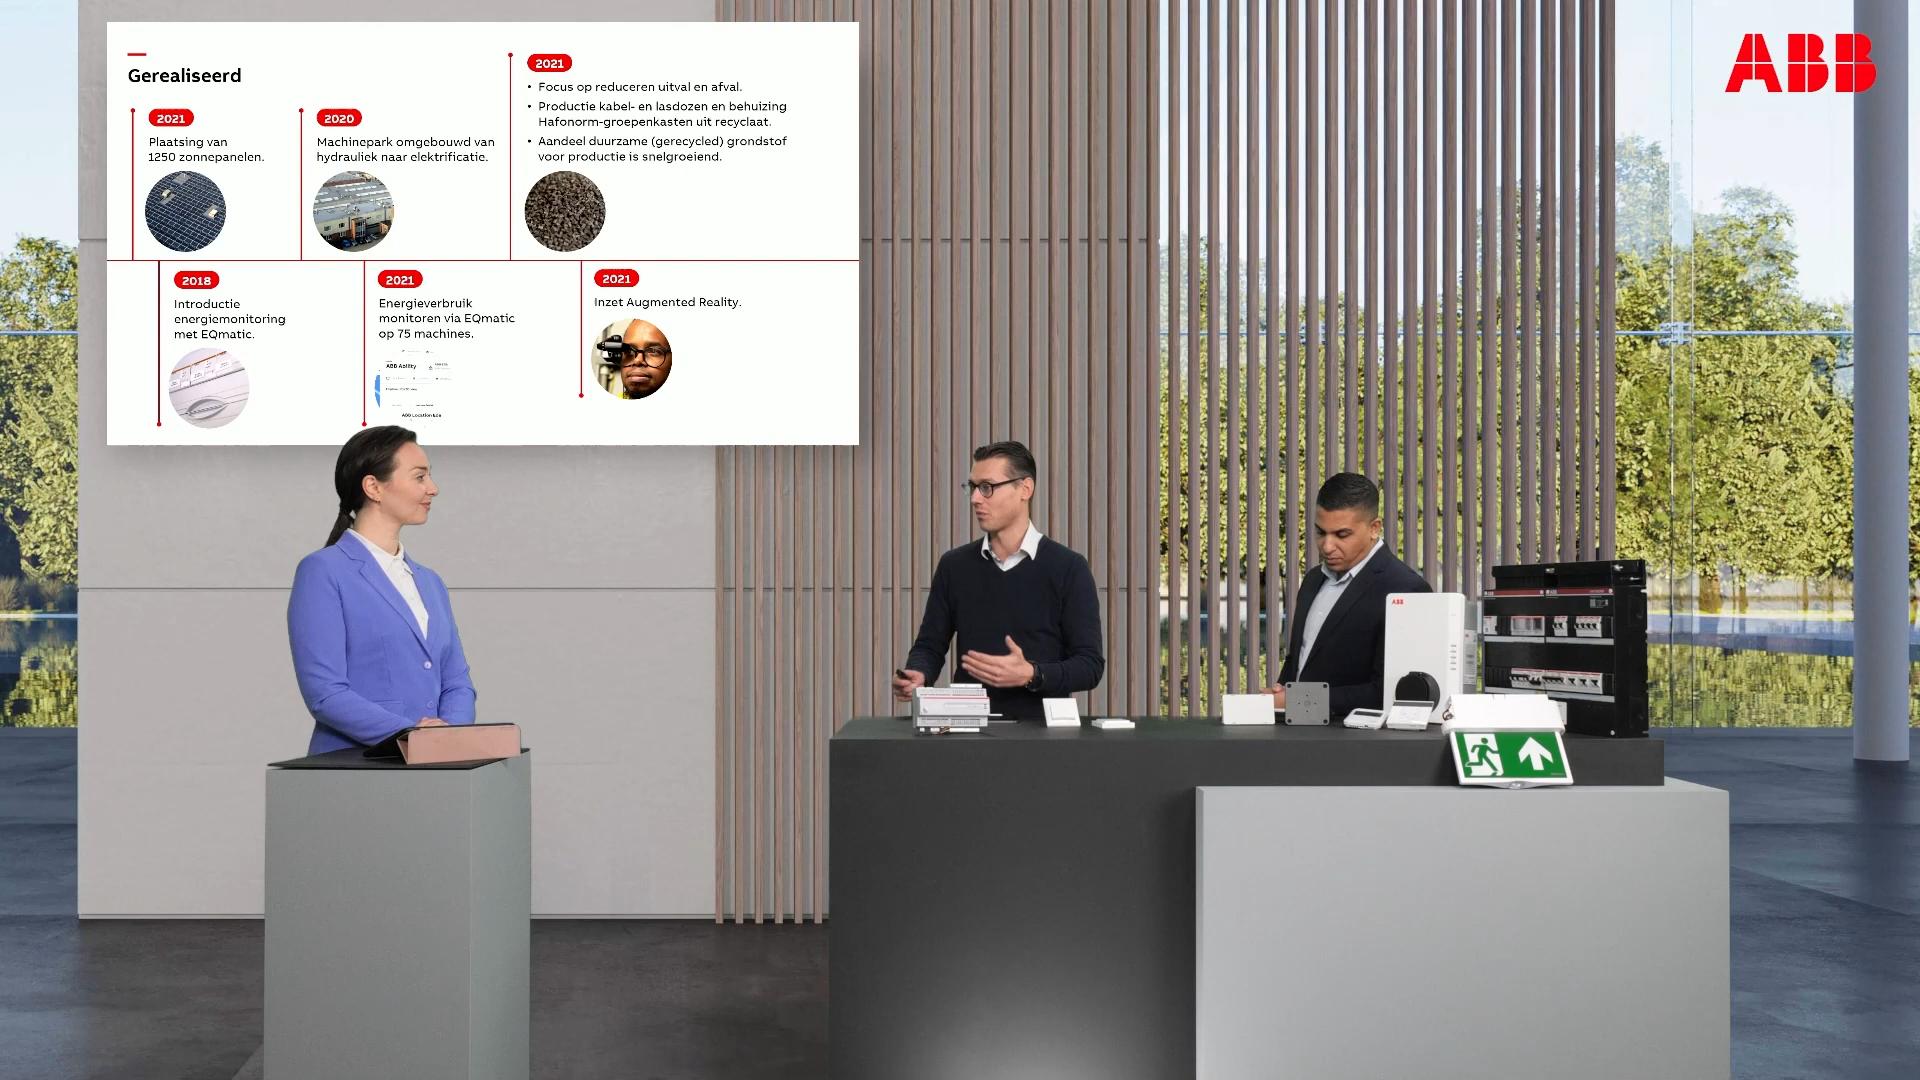 Gerealiseerd
2021
Plaatsing van
1250 zonnepanelen.
2020
Machinepark omgebouwd van
hydrauliek naar elektrificatie.
2021
• Focus op reduceren uitval en afval.
• Productie kabel- en lasdozen en behuizing
Hafonorm-groepenkasten uit recyclaat.
• Aandeel duurzame (gerecycled) grondstof
voor productie is snelgroeiend.
2018
Introductie
energiemonitoring
met EQmatic.
2021
Energieverbruik
monitoren via EQmatic
op 75 machines.
ABB Ability
2021
Inzet Augmented Reality.
ABB
ABB